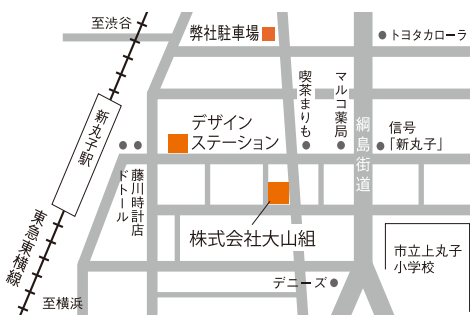 至渋谷
弊社駐車場
トヨタカローラ
新丸子駅
デザイン
ステーション
喫茶まりも
マルコ薬局
綱島街道
信号
「新丸子」
ドトール
藤川時計店
東急東横線
株式会社大山組
市立上丸子
小学校
デニーズ
至横浜